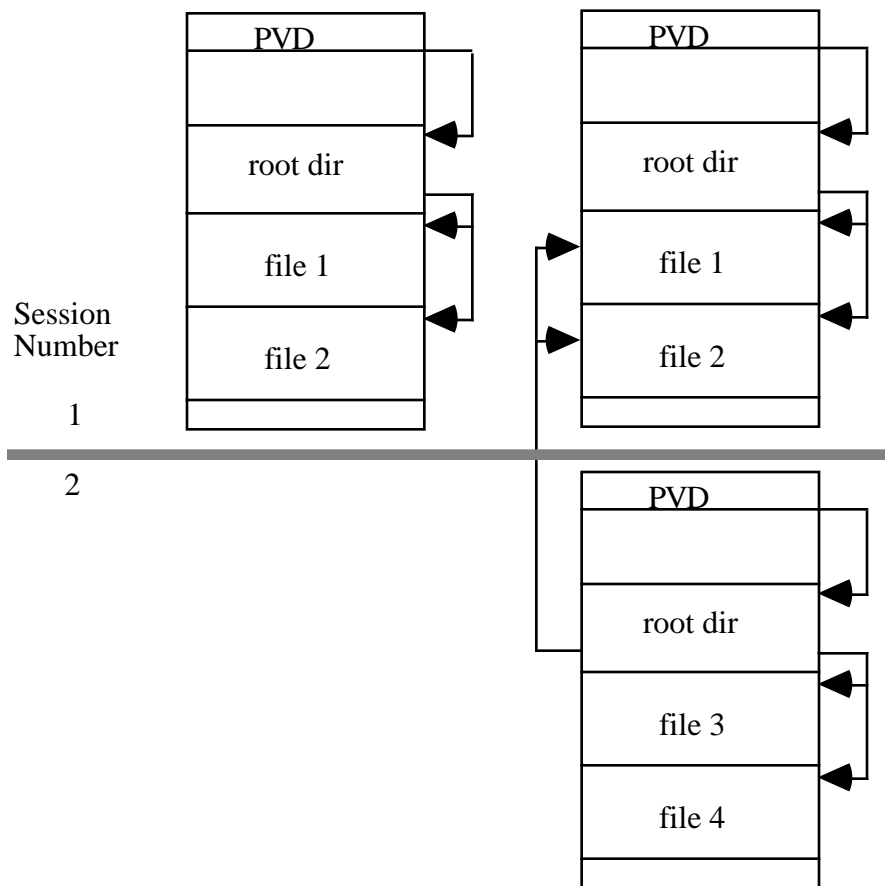 PVD
PVD
root dir
root dir
file 1
file 1
Session
Number
file 2
file 2
1
2
PVD
root dir
file 3
file 4